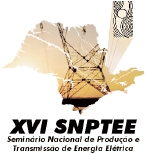 XVI SNPTEE
Seminário Nacional de Produção e
Transmissão de Energia Elétrica